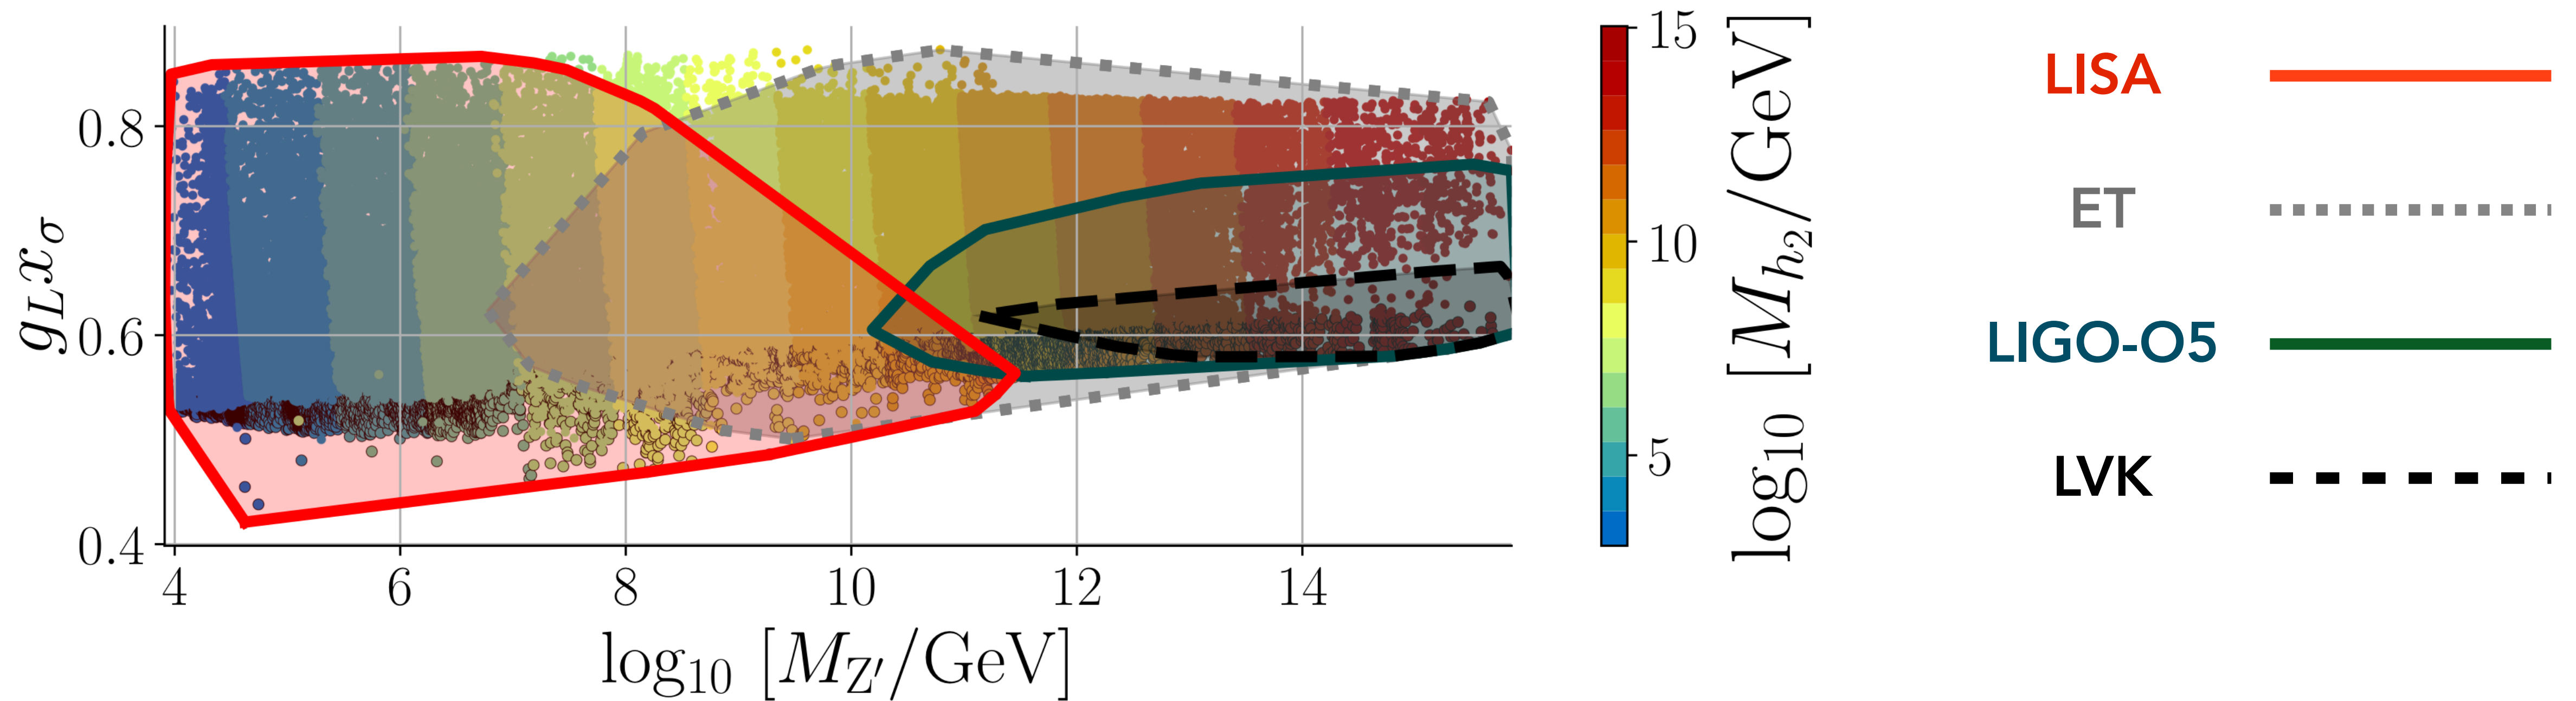 g_L x_σ
0.8
0.6
0.4
4 6 8 10 12 14
log₁₀ [M_Z′/GeV]
15
10
5
log₁₀ [M_h₂/GeV]
LISA
ET
LIGO-O5
LVK